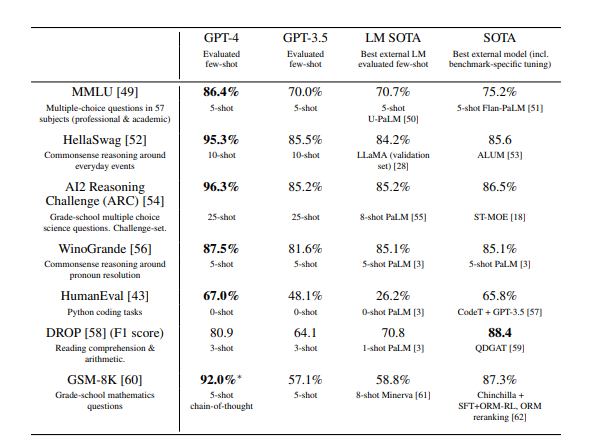 GPT-4 GPT-3.5 LM SOTA SOTA
Evaluated few-shot Evaluated few-shot Best external LM evaluated few-shot Best external model (incl. benchmark-specific tuning)
MMLU [49] 86.4% 70.0% 70.7% 75.2%
Multiple-choice questions in 57 5-shot 5-shot 5-shot 5-shot Flan-PaLM [51]
subjects (professional & academic) U-PaLM [50]
HellaSwag [52] 95.3% 85.5% 84.2% 85.6
Commonsense reasoning around 10-shot 10-shot LLaMA (validation ALUM [53]
everyday events set) [28]
AI2 Reasoning 96.3% 85.2% 85.2% 86.5%
Challenge (ARC) [54]
Grade-school multiple choice 25-shot 25-shot 8-shot PaLM [55] ST-MOE [18]
science questions. Challenge-set.
WinoGrande [56] 87.5% 81.6% 85.1% 85.1%
Commonsense reasoning around 5-shot 5-shot 5-shot PaLM [3] 5-shot PaLM [3]
pronoun resolution
HumanEval [43] 67.0% 48.1% 26.2% 65.8%
Python coding tasks 0-shot 0-shot 0-shot PaLM [3] CodeT + GPT-3.5 [57]
DROP [58] (F1 score) 80.9 64.1 70.8 88.4
Reading comprehension & 3-shot 3-shot 1-shot PaLM [3] QDGAT [59]
arithmetic.
GSM-8K [60] 92.0%* 57.1% 58.8% 87.3%
Grade-school mathematics 5-shot 5-shot 8-shot Minerva [61] Chinchilla +
questions chain-of-thought SFT+ORM-RL, ORM
reranking [62]